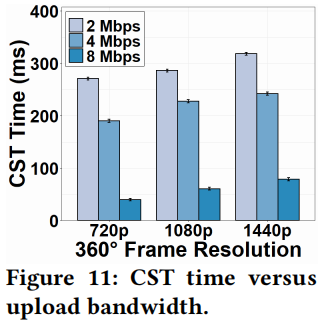 400
300
200
100
0
CST Time (ms)
2 Mbps
4 Mbps
8 Mbps
720p 1080p 1440p
360° Frame Resolution
Figure 11: CST time versus
upload bandwidth.